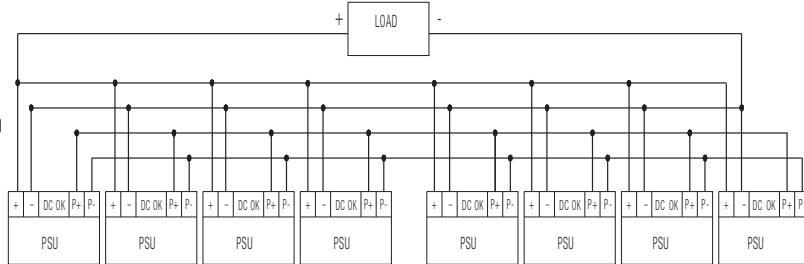 + LOAD -
+ - DC OK P+ P- + - DC OK P+ P- + - DC OK P+ P- + - DC OK P+ P- + - DC OK P+ P- + - DC OK P+ P- + - DC OK P+ P- + - DC OK P+ P-
PSU PSU PSU PSU PSU PSU PSU PSU